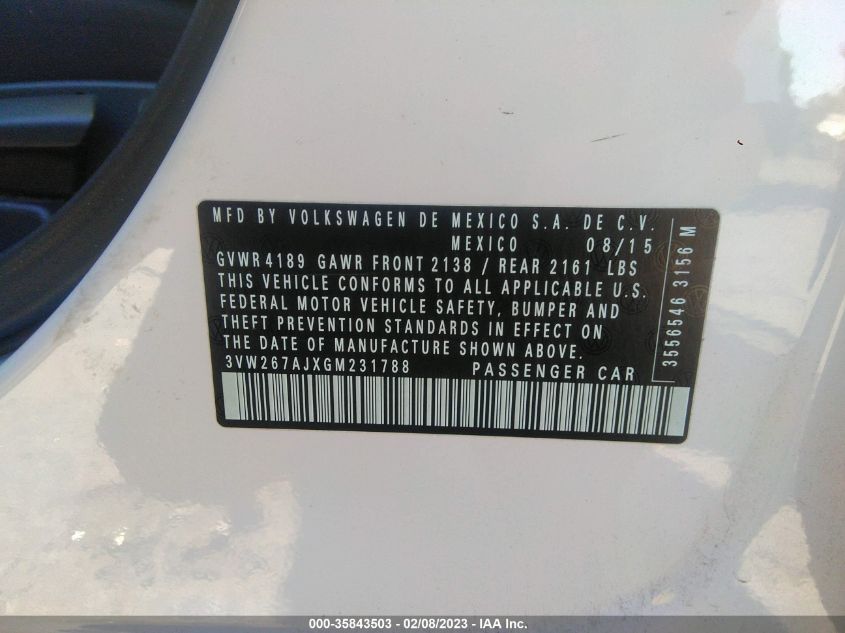 MFD BY VOLKSWAGEN DE MEXICO S.A. DE C.V.
MEXICO 08/15
GVWR 4189 GAWR FRONT 2138 / REAR 2161 LBS
THIS VEHICLE CONFORMS TO ALL APPLICABLE U.S.
FEDERAL MOTOR VEHICLE SAFETY, BUMPER AND
THEFT PREVENTION STANDARDS IN EFFECT ON
THE DATE OF MANUFACTURE SHOWN ABOVE.
3VW267AJXGM231788 PASSENGER CAR
3556546 3156 M
000-35843503 - 02/08/2023 - IAAI.com